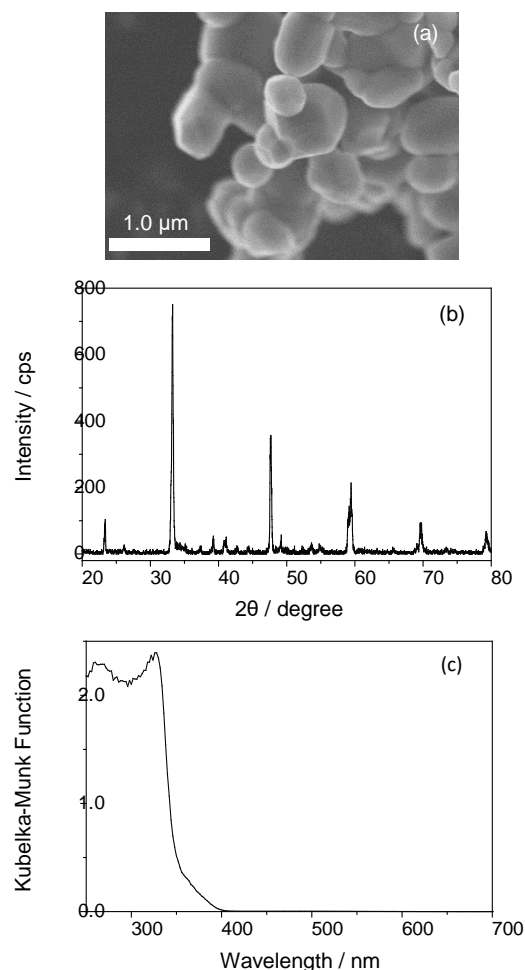 (a)
1.0 µm
800
(b)
600
400
200
0
20 30 40 50 60 70 80
Intensity / cps
2θ / degree
(c)
2.0
1.0
0.0
300 400 500 600 700
Kubelka-Munk Function
Wavelength / nm